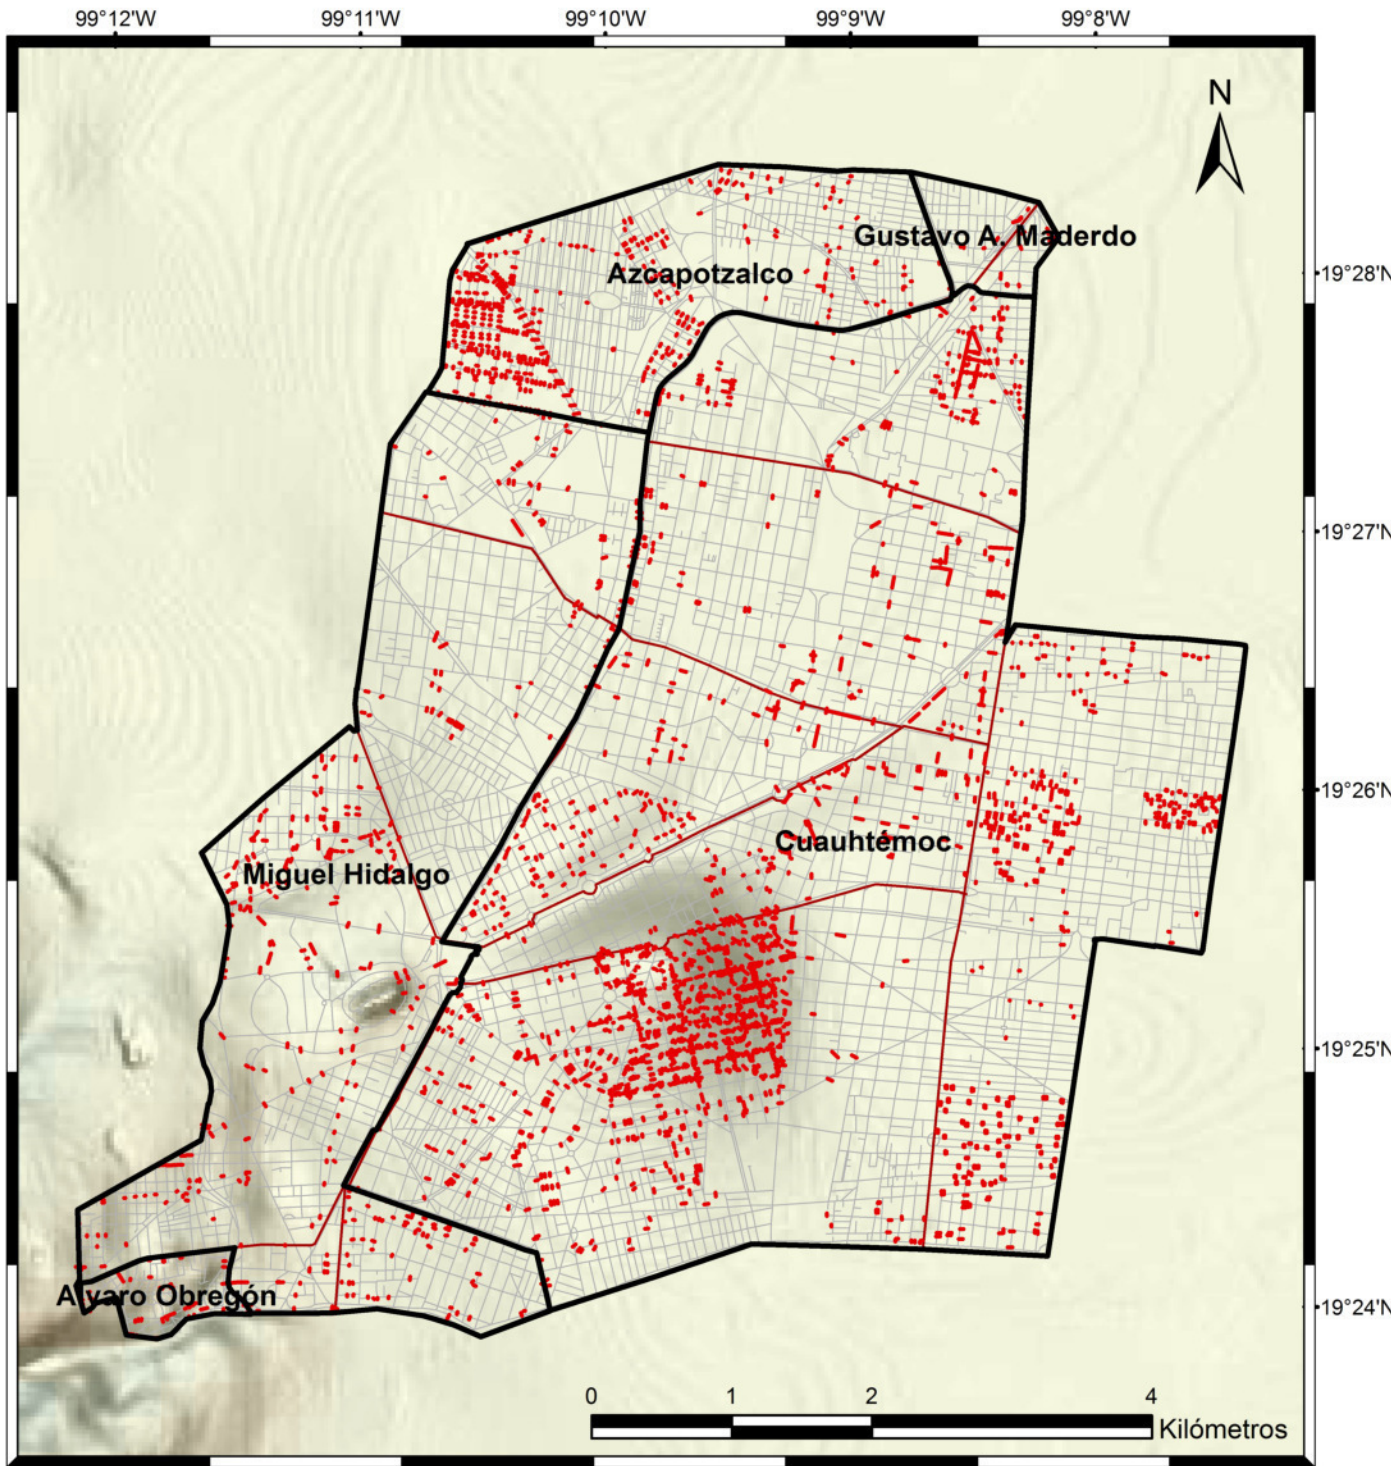 99°12'W 99°11'W 99°10'W 99°9'W 99°8'W
N
Gustavo A. Maderdo
Azcapotzalco
19°28'N
19°27'N
19°26'N
Cuauhtémoc
Miguel Hidalgo
19°25'N
Alvaro Obregón
19°24'N
0 1 2 4
Kilómetros